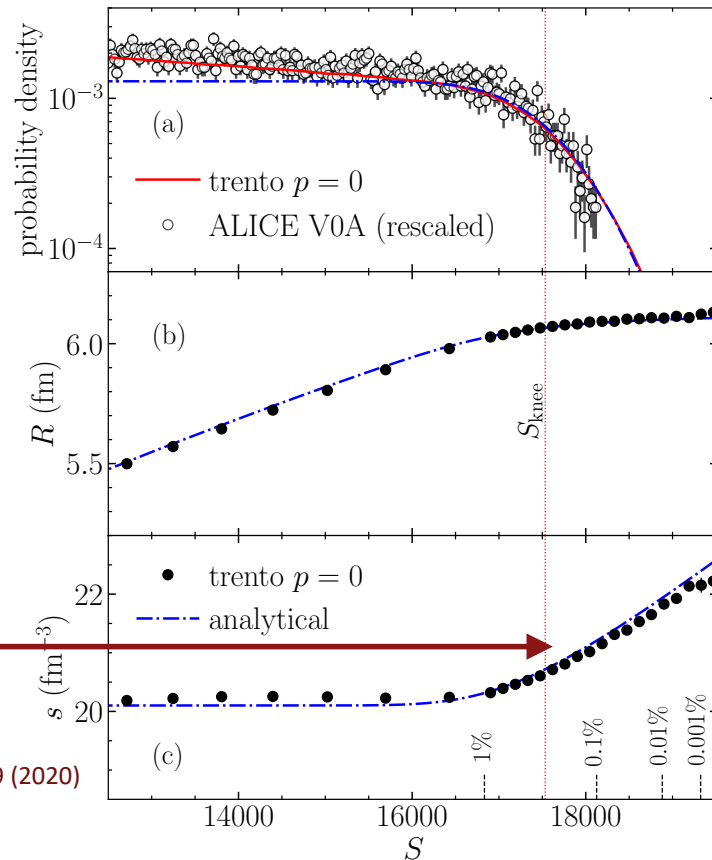 probability density
10⁻³
10⁻⁴
(a)
trento p = 0
ALICE V0A (rescaled)
R (fm)
6.0
5.5
(b)
S_knee
s (fm⁻³)
22
20
trento p = 0
analytical
(c)
1%
0.1%
0.01%
0.001%
9 (2020)
14000 16000 18000
S